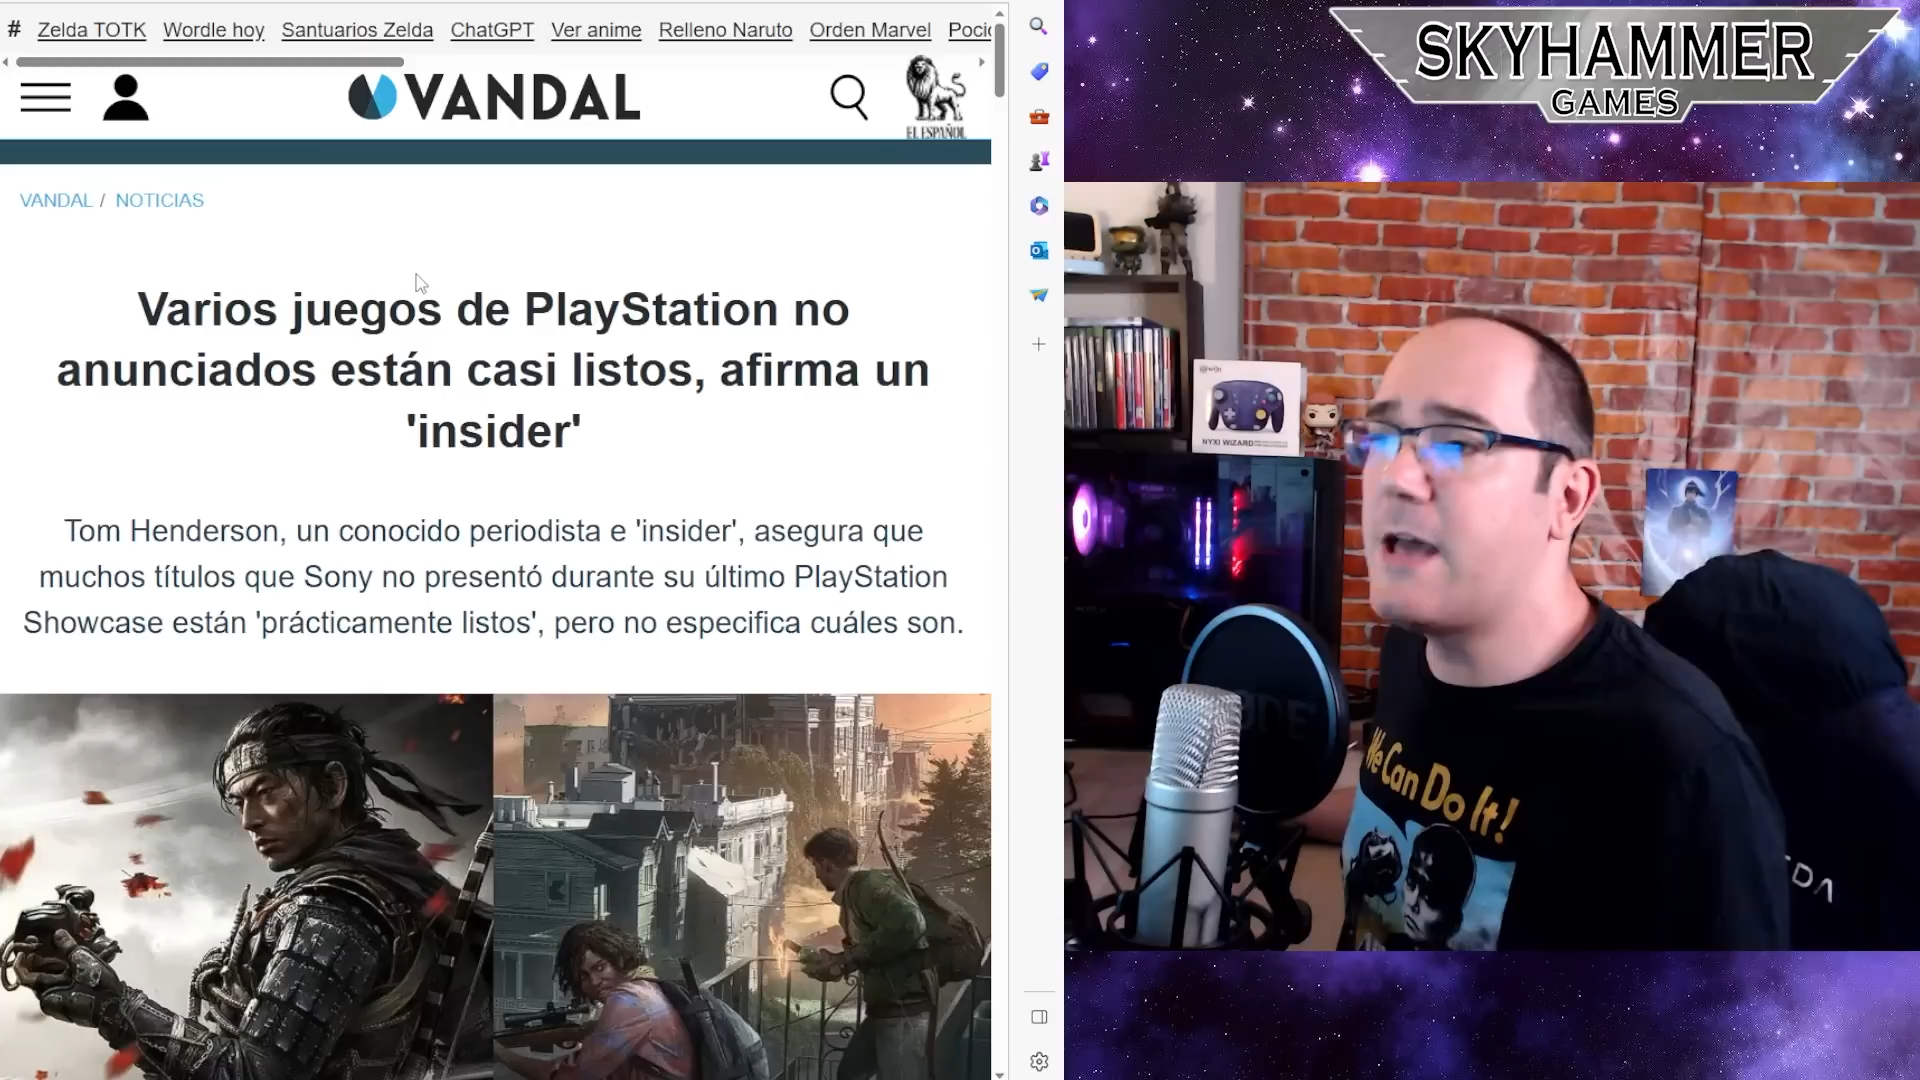 # Zelda TOTK Wordle hoy Santuarios Zelda ChatGPT Ver anime Relleno Naruto Orden Marvel
VANDAL
EL ESPAÑOL
VANDAL / NOTICIAS
Varios juegos de PlayStation no
anunciados están casi listos, afirma un
'insider'
Tom Henderson, un conocido periodista e 'insider', asegura que
muchos títulos que Sony no presentó durante su último PlayStation
Showcase están 'prácticamente listos', pero no especifica cuáles son.
SKYHAMMER
GAMES
NYXI WIZARD
We Can Do It!